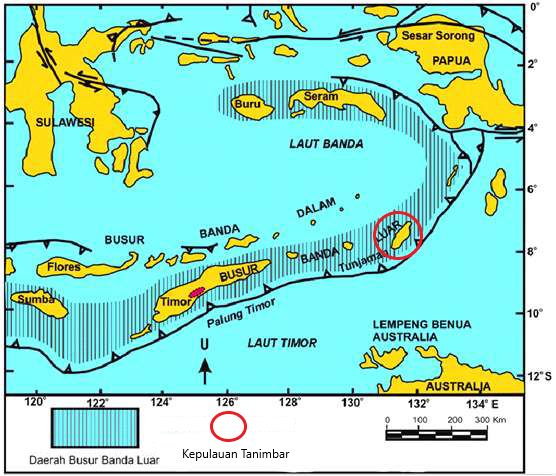 0°
Sesar Sorong
PAPUA
2°
Buru
Seram
SULAWESI
4°
LAUT BANDA
6°
DALAM
BANDA
BUSUR
LUAR
8°
Flores
BUSUR
BANDA
Tunjaman
Sumba
Timor
Palung Timor
10°
LEMPENG BENUA
AUSTRALIA
U
LAUT TIMOR
12°S
AUSTRALIA
120° 122° 124° 126° 128° 130° 132° 134° E
0 100 200 300 Km
Daerah Busur Banda Luar
Kepulauan Tanimbar